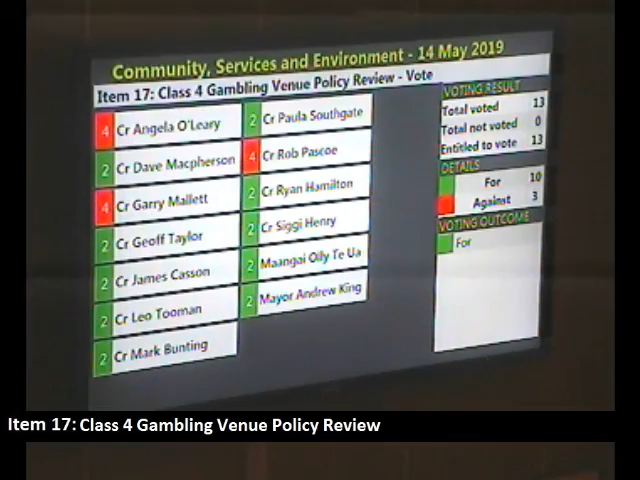 Community, Services and Environment - 14 May 2019
Item 17: Class 4 Gambling Venue Policy Review - Vote
4 Cr Angela O'Leary
2 Cr Dave Macpherson
4 Cr Garry Mallett
2 Cr Geoff Taylor
2 Cr James Casson
2 Cr Leo Tooman
2 Cr Mark Bunting
2 Cr Paula Southgate
4 Cr Rob Pascoe
2 Cr Ryan Hamilton
2 Cr Siggi Henry
2 Maangai Olly Te Ua
2 Mayor Andrew King
VOTING RESULT
Total voted 13
Total not voted 0
Entitled to vote 13
DETAILS
For 10
Against 3
VOTING OUTCOME
For
Item 17: Class 4 Gambling Venue Policy Review